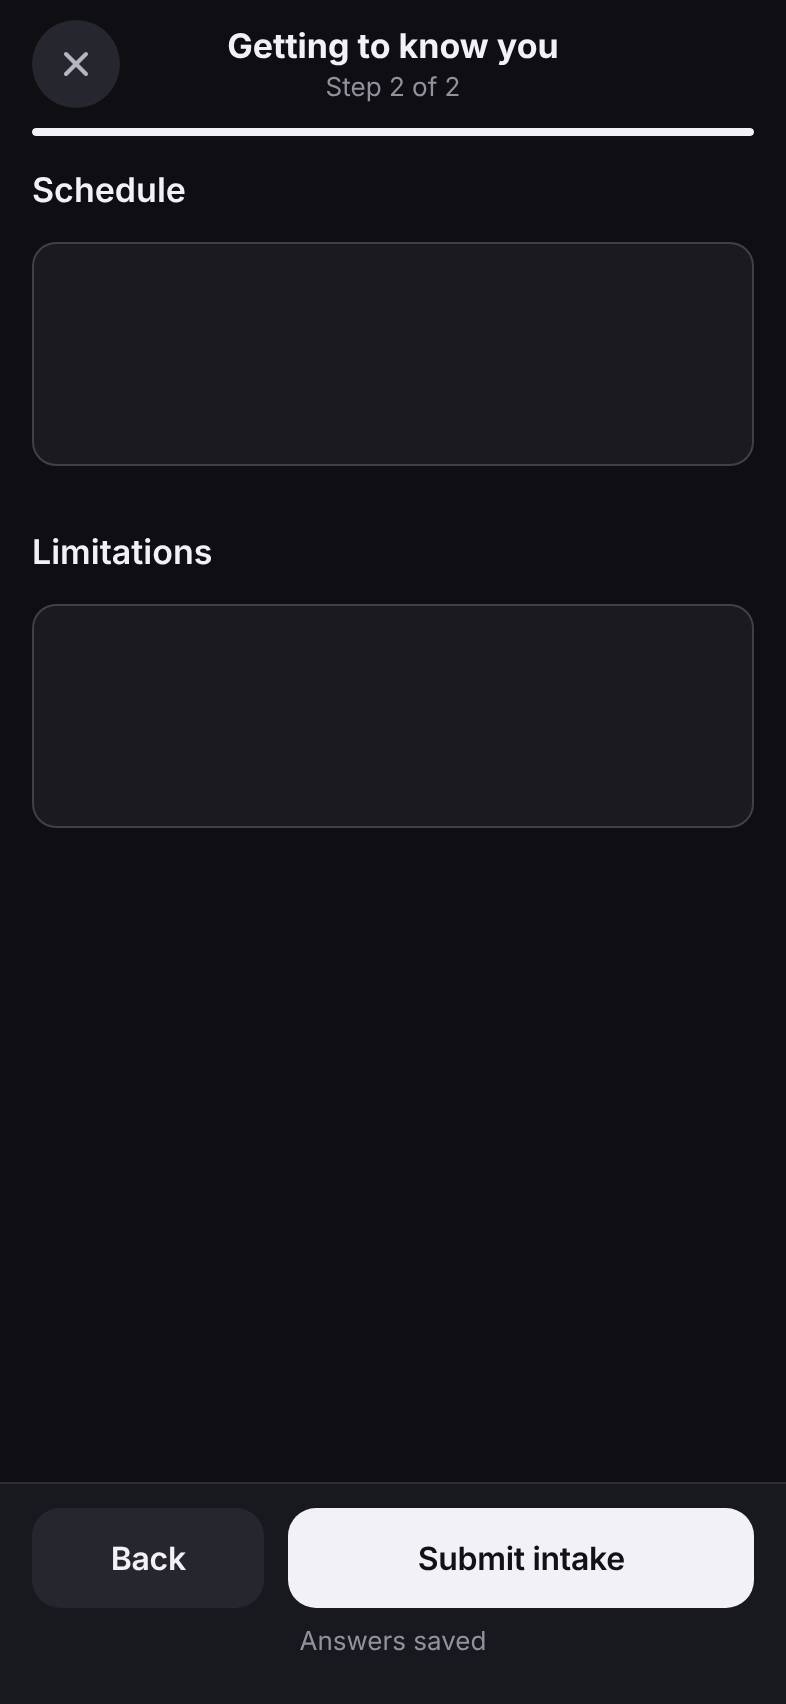 Getting to know you
Step 2 of 2
Schedule
Limitations
Back
Submit intake
Answers saved